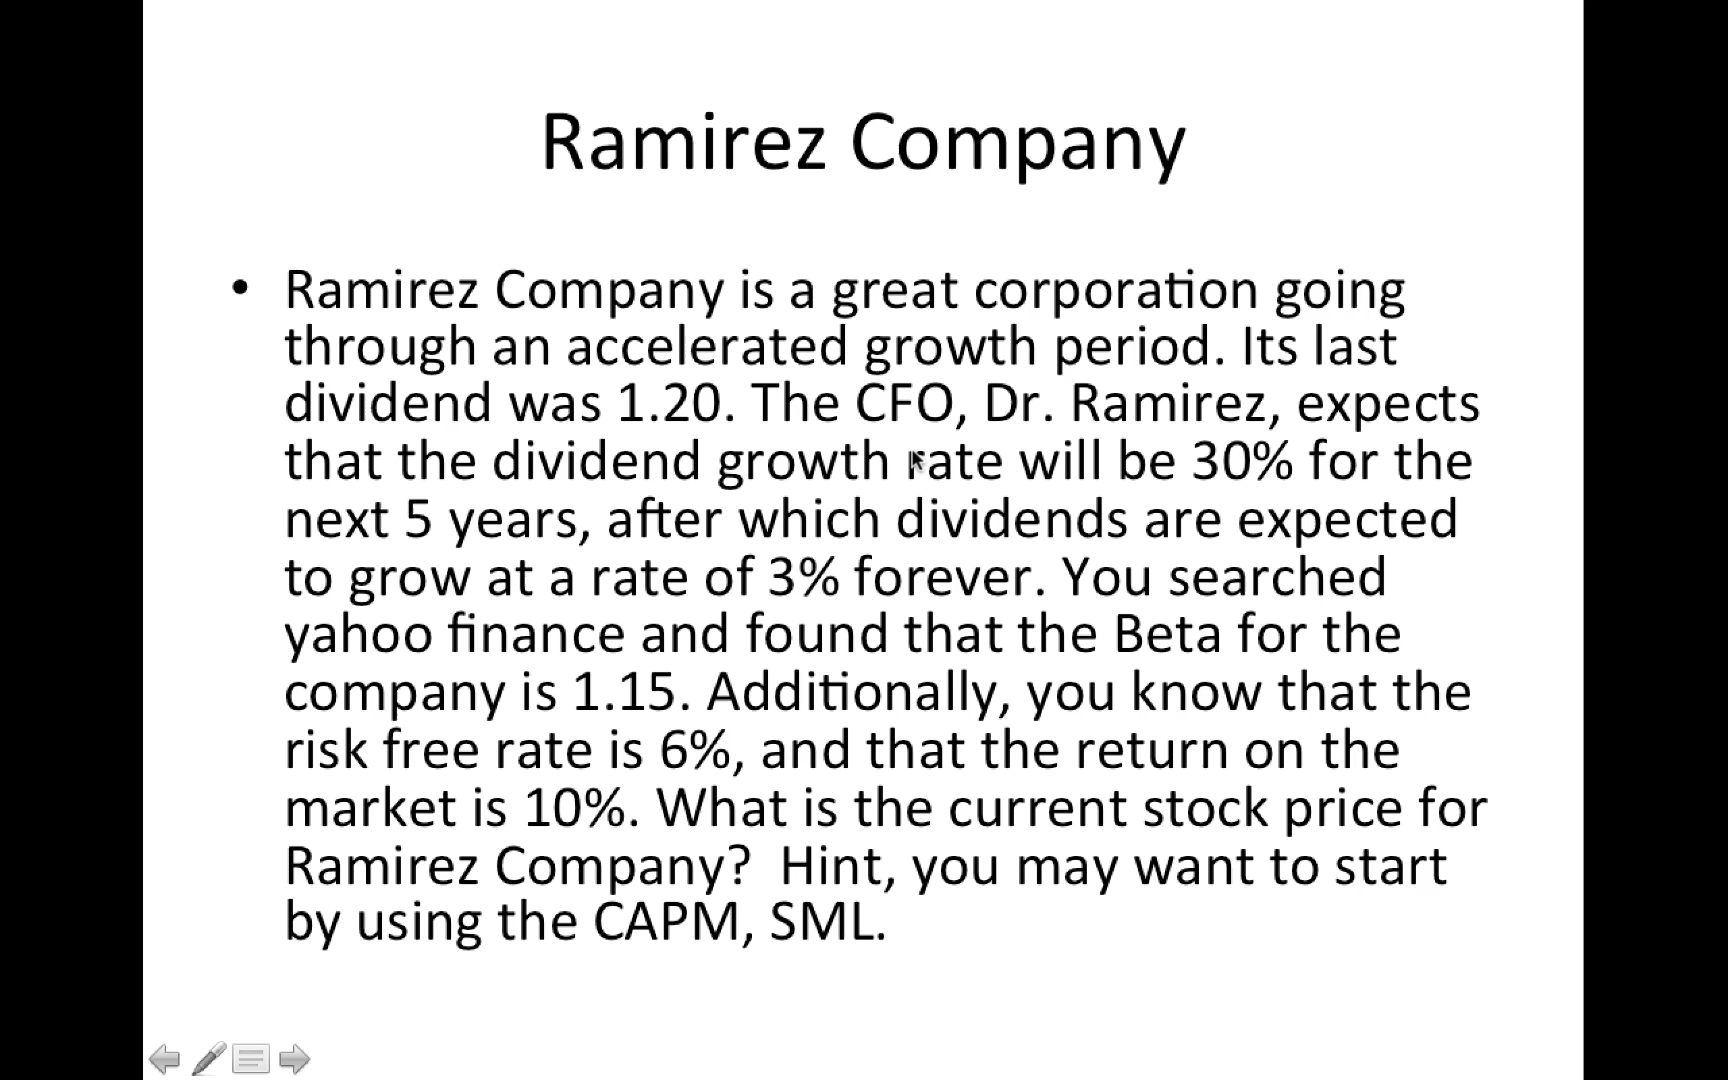 Ramirez Company
• Ramirez Company is a great corporation going
through an accelerated growth period. Its last
dividend was 1.20. The CFO, Dr. Ramirez, expects
that the dividend growth rate will be 30% for the
next 5 years, after which dividends are expected
to grow at a rate of 3% forever. You searched
yahoo finance and found that the Beta for the
company is 1.15. Additionally, you know that the
risk free rate is 6%, and that the return on the
market is 10%. What is the current stock price for
Ramirez Company?  Hint, you may want to start
by using the CAPM, SML.